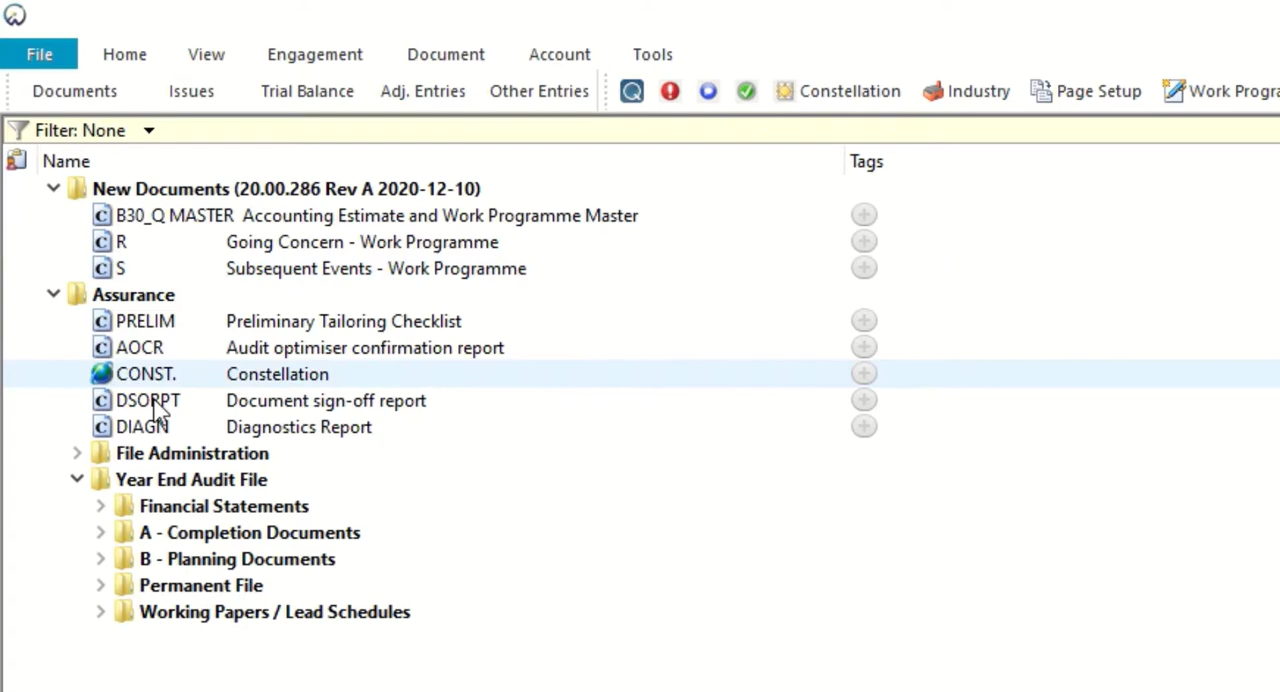 File Home View Engagement Document Account Tools
Documents Issues Trial Balance Adj. Entries Other Entries Constellation Industry Page Setup Work Progra
Filter: None
Name Tags
New Documents (20.00.286 Rev A 2020-12-10)
B30_Q MASTER Accounting Estimate and Work Programme Master
R Going Concern - Work Programme
S Subsequent Events - Work Programme
Assurance
PRELIM Preliminary Tailoring Checklist
AOCR Audit optimiser confirmation report
CONST. Constellation
DSORPT Document sign-off report
DIAGN Diagnostics Report
File Administration
Year End Audit File
Financial Statements
A - Completion Documents
B - Planning Documents
Permanent File
Working Papers / Lead Schedules